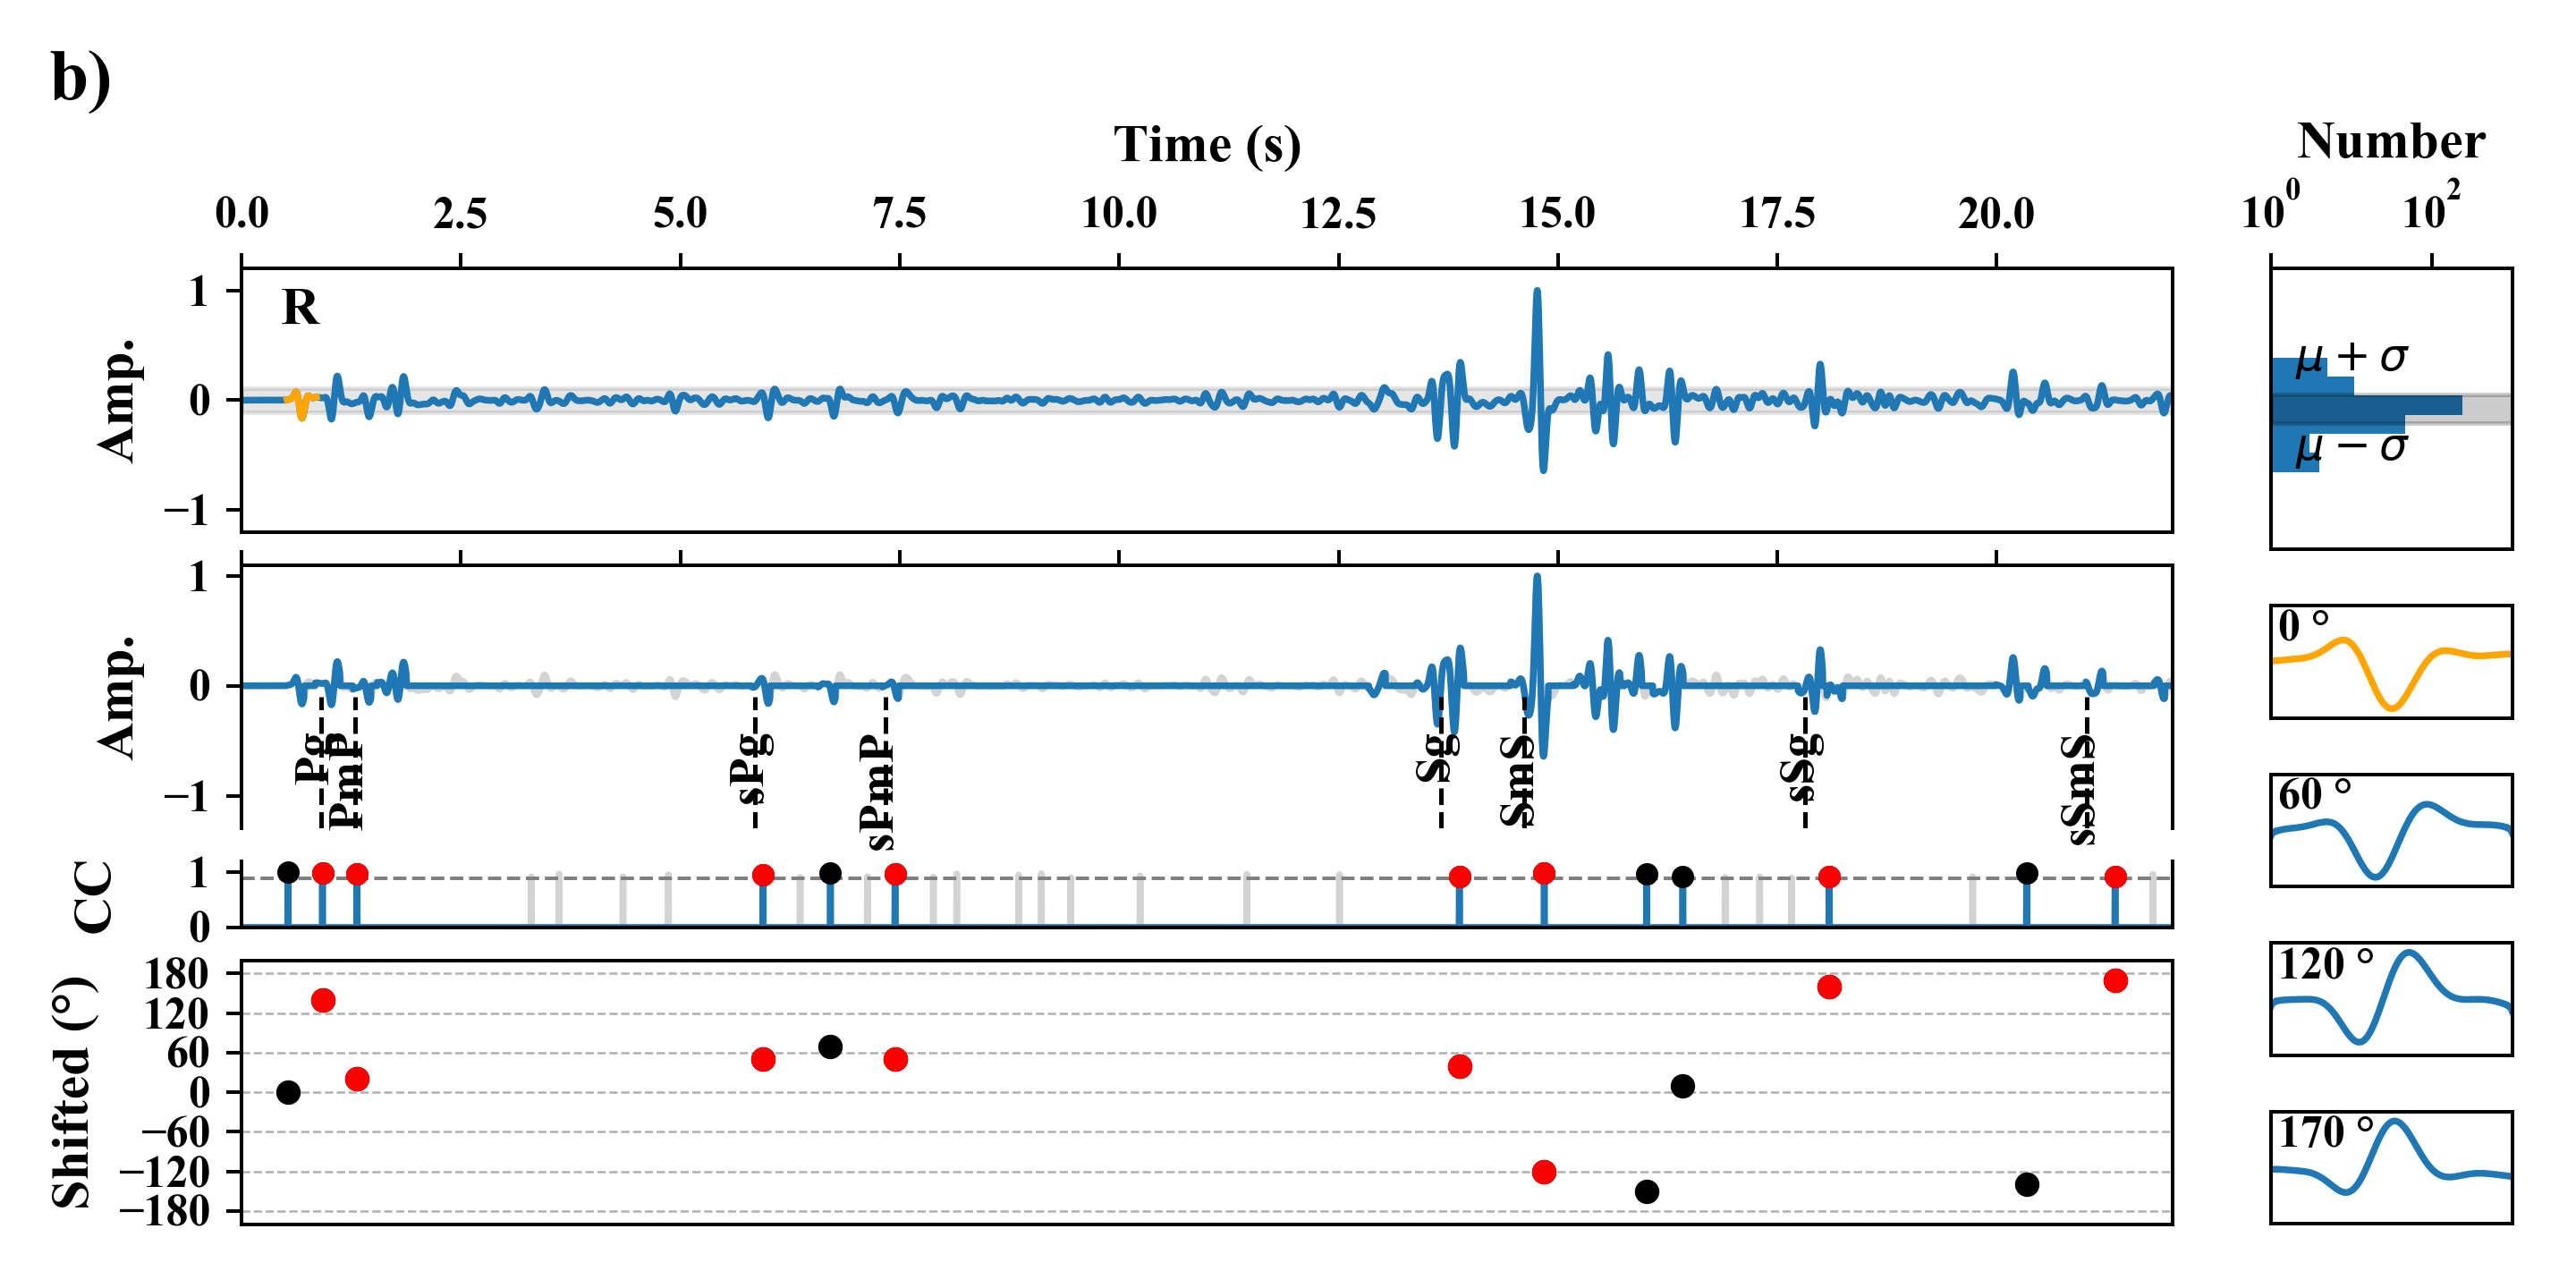 b)
Time (s)
Number
0.0 2.5 5.0 7.5 10.0 12.5 15.0 17.5 20.0
10^0 10^2
R
Amp.
1
0
−1
μ + σ
μ − σ
Amp.
1
0
−1
Pg
PmP
sPg
sPmP
Sg
SmS
sSg
sSmS
0 °
60 °
120 °
170 °
CC
1
0
Shifted (°)
180
120
60
0
−60
−120
−180